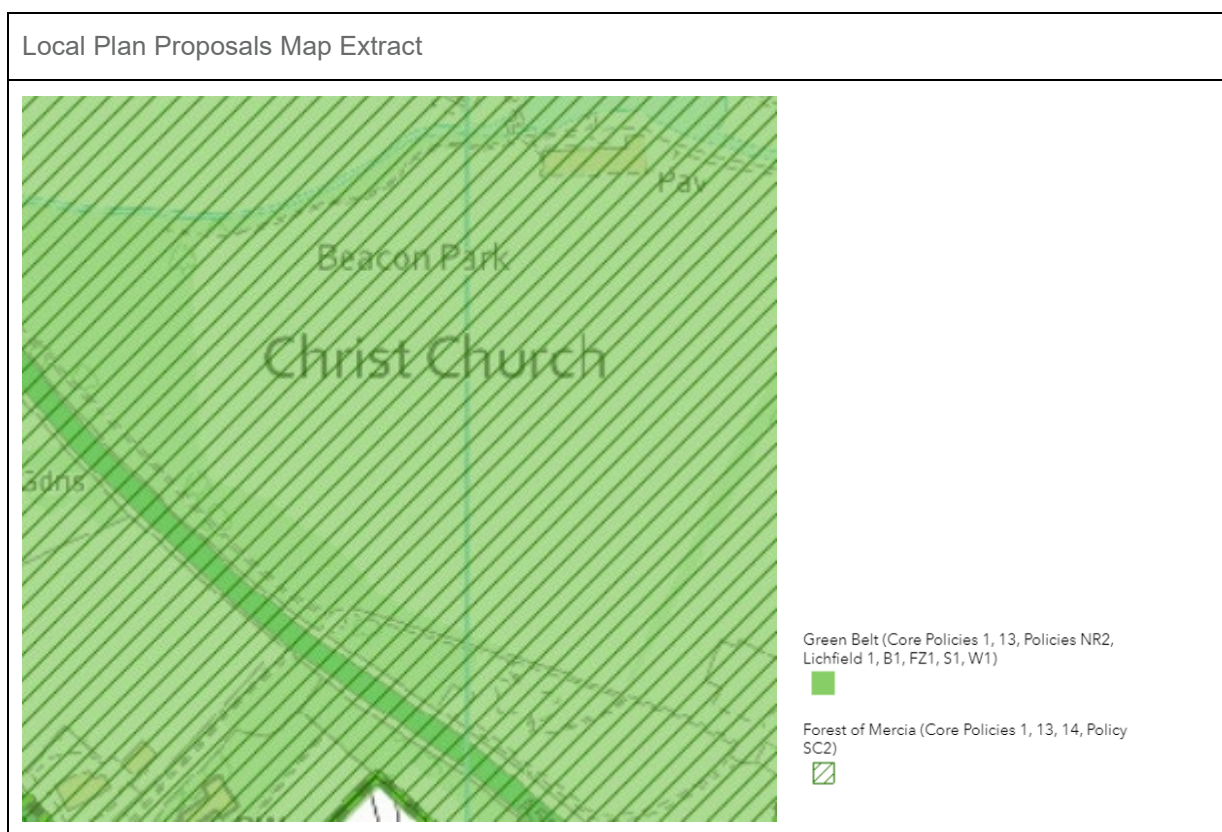 Local Plan Proposals Map Extract
Pav
Beacon Park
Christ Church
Gdns
Green Belt (Core Policies 1, 13, Policies NR2,
Lichfield 1, B1, FZ1, S1, W1)
Forest of Mercia (Core Policies 1, 13, 14, Policy
SC2)